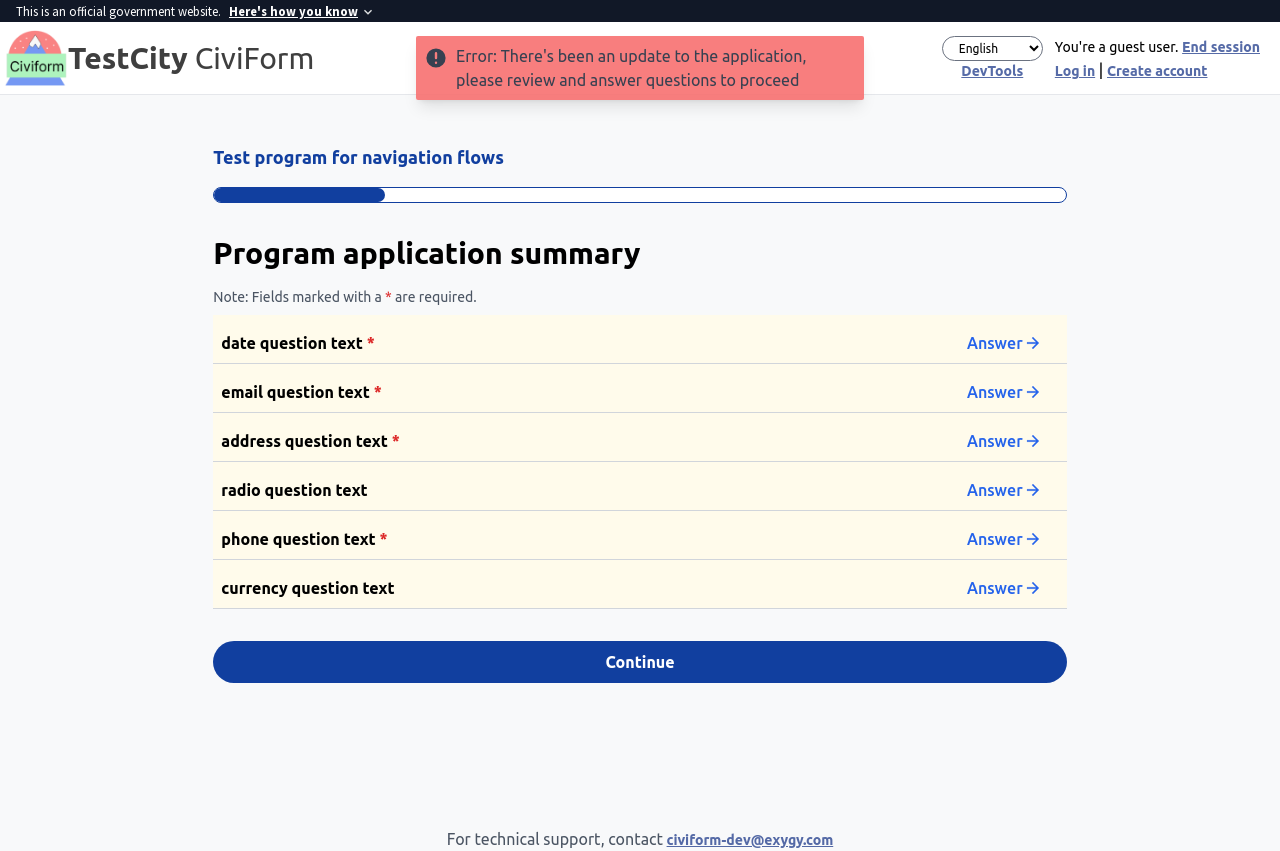 This is an official government website. Here's how you know
Civiform
TestCity CiviForm
Error: There's been an update to the application,
please review and answer questions to proceed
English
DevTools
You're a guest user. End session
Log in | Create account
Test program for navigation flows
Program application summary
Note: Fields marked with a * are required.
date question text * Answer
email question text * Answer
address question text * Answer
radio question text Answer
phone question text * Answer
currency question text Answer
Continue
For technical support, contact civiform-dev@exygy.com